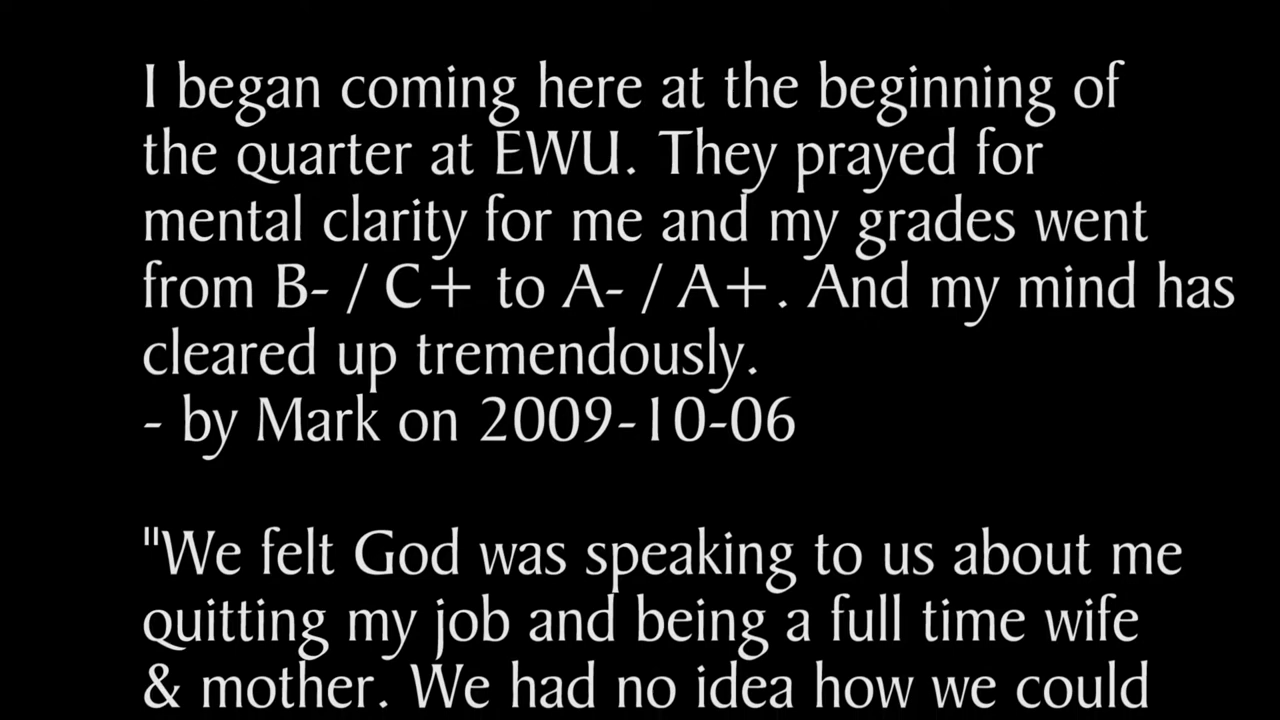 I began coming here at the beginning of
the quarter at EWU. They prayed for
mental clarity for me and my grades went
from B- / C+ to A- / A+. And my mind has
cleared up tremendously.
- by Mark on 2009-10-06
"We felt God was speaking to us about me
quitting my job and being a full time wife
& mother. We had no idea how we could